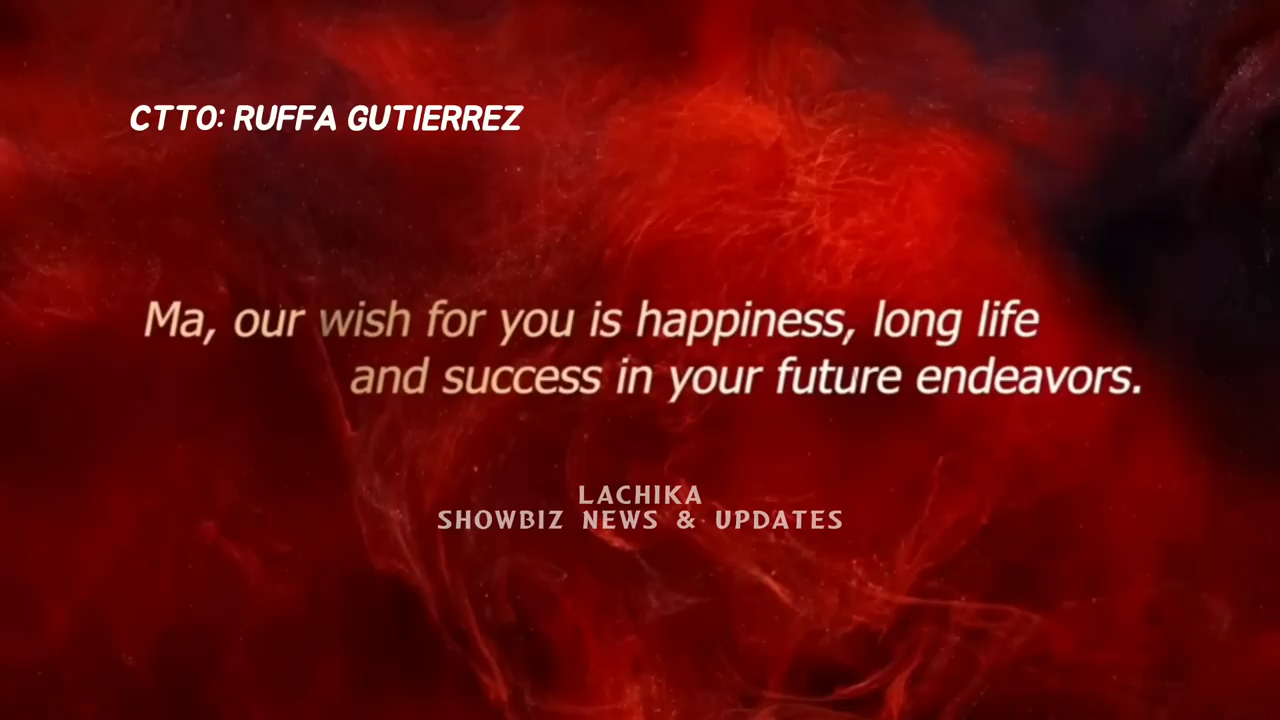 CTTO: RUFFA GUTIERREZ
Ma, our wish for you is happiness, long life
and success in your future endeavors.
LACHIKA
SHOWBIZ NEWS & UPDATES